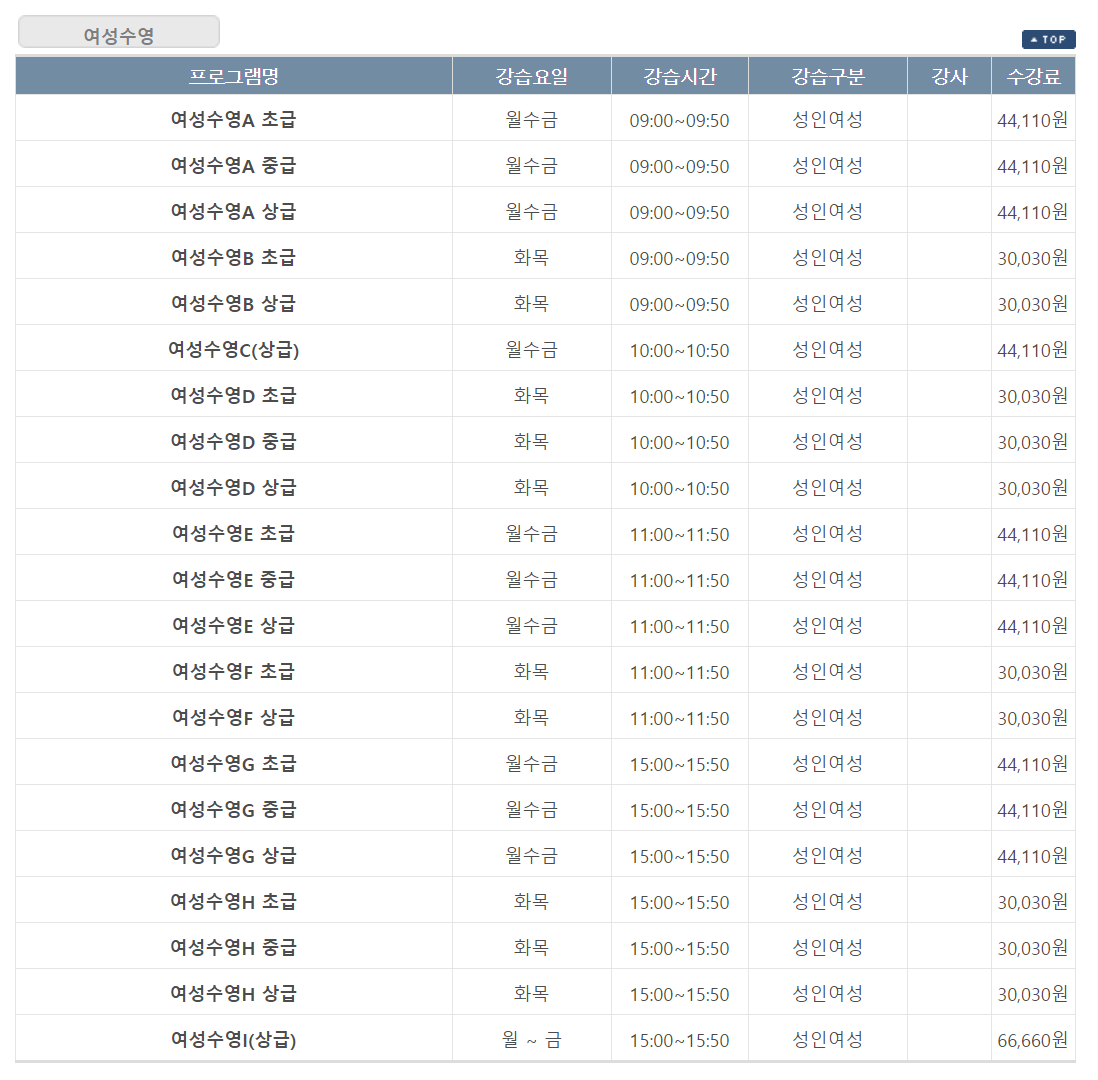 여성수영
▲ TOP
프로그램명 강습요일 강습시간 강습구분 강사 수강료
여성수영A 초급 월수금 09:00~09:50 성인여성 44,110원
여성수영A 중급 월수금 09:00~09:50 성인여성 44,110원
여성수영A 상급 월수금 09:00~09:50 성인여성 44,110원
여성수영B 초급 화목 09:00~09:50 성인여성 30,030원
여성수영B 상급 화목 09:00~09:50 성인여성 30,030원
여성수영C(상급) 월수금 10:00~10:50 성인여성 44,110원
여성수영D 초급 화목 10:00~10:50 성인여성 30,030원
여성수영D 중급 화목 10:00~10:50 성인여성 30,030원
여성수영D 상급 화목 10:00~10:50 성인여성 30,030원
여성수영E 초급 월수금 11:00~11:50 성인여성 44,110원
여성수영E 중급 월수금 11:00~11:50 성인여성 44,110원
여성수영E 상급 월수금 11:00~11:50 성인여성 44,110원
여성수영F 초급 화목 11:00~11:50 성인여성 30,030원
여성수영F 상급 화목 11:00~11:50 성인여성 30,030원
여성수영G 초급 월수금 15:00~15:50 성인여성 44,110원
여성수영G 중급 월수금 15:00~15:50 성인여성 44,110원
여성수영G 상급 월수금 15:00~15:50 성인여성 44,110원
여성수영H 초급 화목 15:00~15:50 성인여성 30,030원
여성수영H 중급 화목 15:00~15:50 성인여성 30,030원
여성수영H 상급 화목 15:00~15:50 성인여성 30,030원
여성수영I(상급) 월 ~ 금 15:00~15:50 성인여성 66,660원